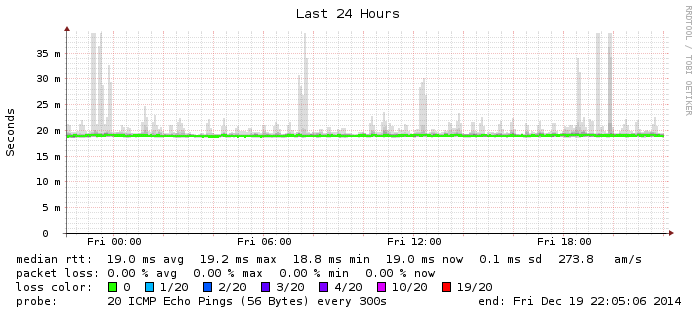 Last 24 Hours
RRDTOOL / TOBI OETIKER
Seconds
35 m
30 m
25 m
20 m
15 m
10 m
5 m
0
Fri 00:00 Fri 06:00 Fri 12:00 Fri 18:00
median rtt: 19.0 ms avg 19.2 ms max 18.8 ms min 19.0 ms now 0.1 ms sd 273.8 am/s
packet loss: 0.00 % avg 0.00 % max 0.00 % min 0.00 % now
loss color: 0 1/20 2/20 3/20 4/20 10/20 19/20
probe: 20 ICMP Echo Pings (56 Bytes) every 300s end: Fri Dec 19 22:05:06 2014